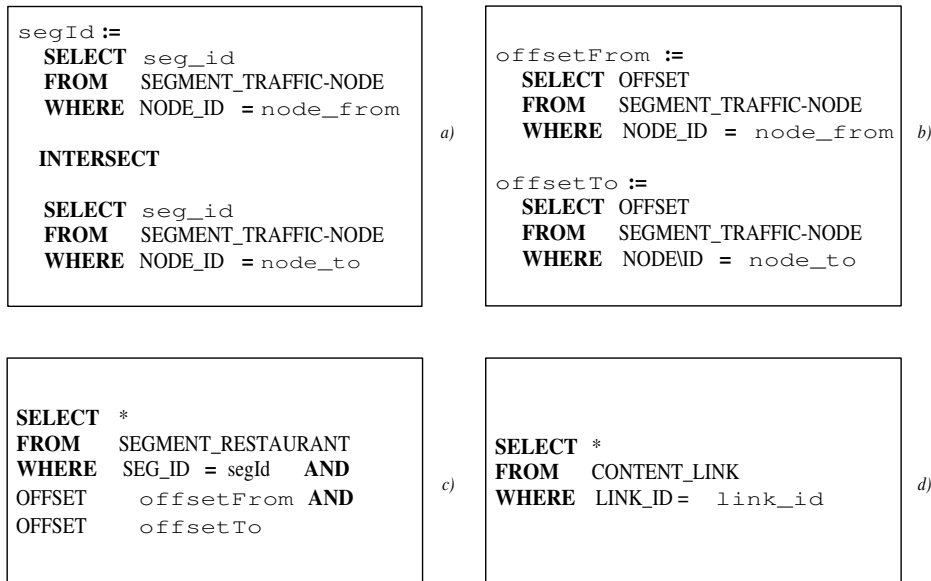 segId :=
SELECT seg_id
FROM SEGMENT_TRAFFIC-NODE
WHERE NODE_ID = node_from
INTERSECT
SELECT seg_id
FROM SEGMENT_TRAFFIC-NODE
WHERE NODE_ID = node_to
a)
offsetFrom :=
SELECT OFFSET
FROM SEGMENT_TRAFFIC-NODE
WHERE NODE_ID = node_from
offsetTo :=
SELECT OFFSET
FROM SEGMENT_TRAFFIC-NODE
WHERE NODE\ID = node_to
b)
SELECT *
FROM SEGMENT_RESTAURANT
WHERE SEG_ID = segId AND
OFFSET offsetFrom AND
OFFSET offsetTo
c)
SELECT *
FROM CONTENT_LINK
WHERE LINK_ID = link_id
d)